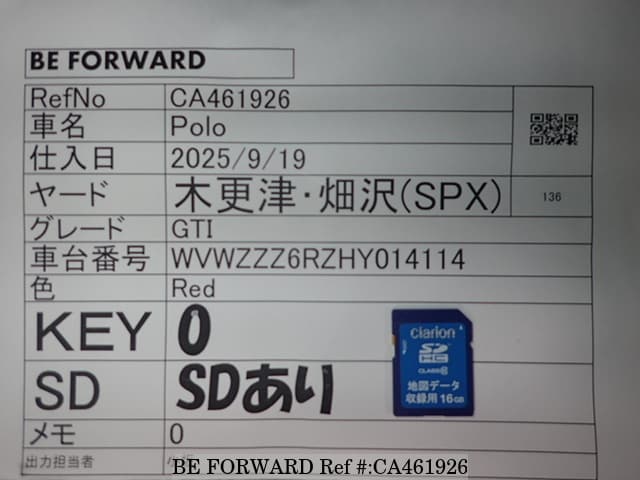 BE FORWARD
RefNo CA461926
車名 Polo
仕入日 2025/9/19
ヤード 木更津・畑沢(SPX) 136
グレード GTI
車台番号 WVWZZZ6RZHY014114
色 Red
KEY 0
SD SDあり
Clarion
SD
HC
CLASS
地図データ
収録用 16GB
メモ 0
出力担当者
BE FORWARD Ref #:CA461926